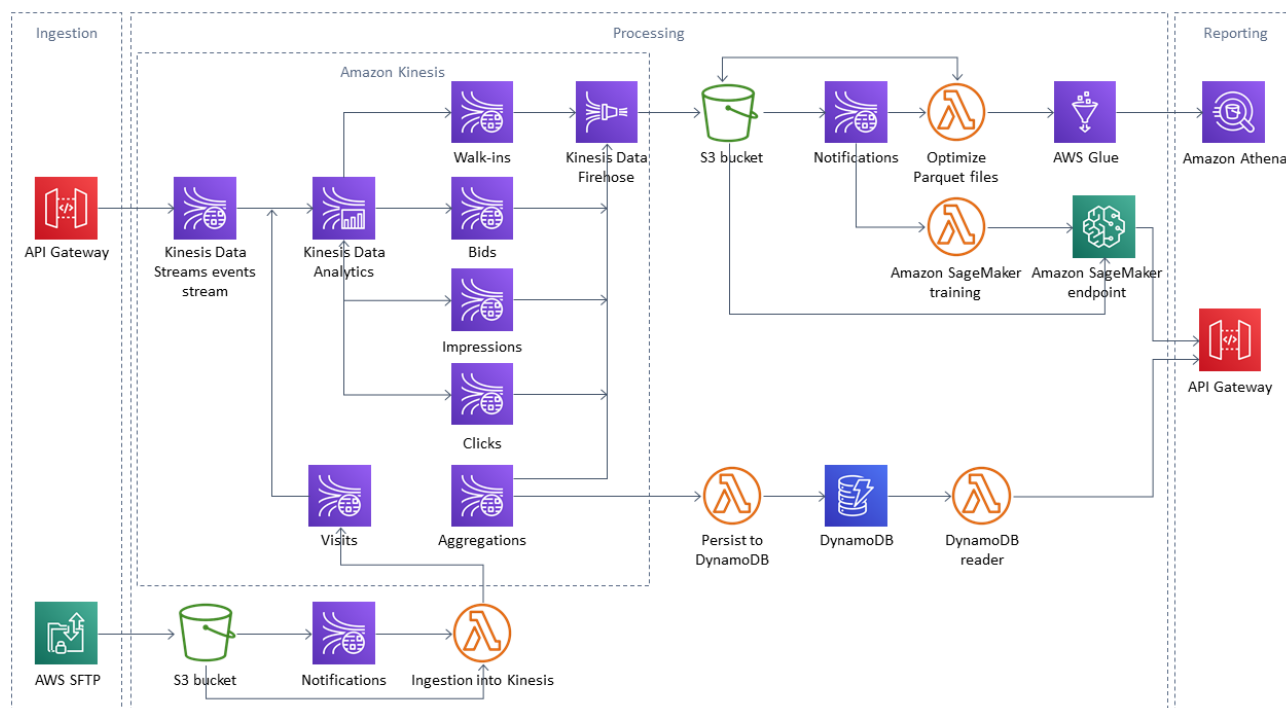 Ingestion
Processing
Reporting
Amazon Kinesis
Walk-ins
Kinesis Data
Firehose
S3 bucket
Notifications
Optimize
Parquet files
AWS Glue
Amazon Athena
API Gateway
Kinesis Data
Streams events
stream
Kinesis Data
Analytics
Bids
Amazon SageMaker
training
Amazon SageMaker
endpoint
Impressions
API Gateway
Clicks
Visits
Aggregations
Persist to
DynamoDB
DynamoDB
DynamoDB
reader
AWS SFTP
S3 bucket
Notifications
Ingestion into Kinesis